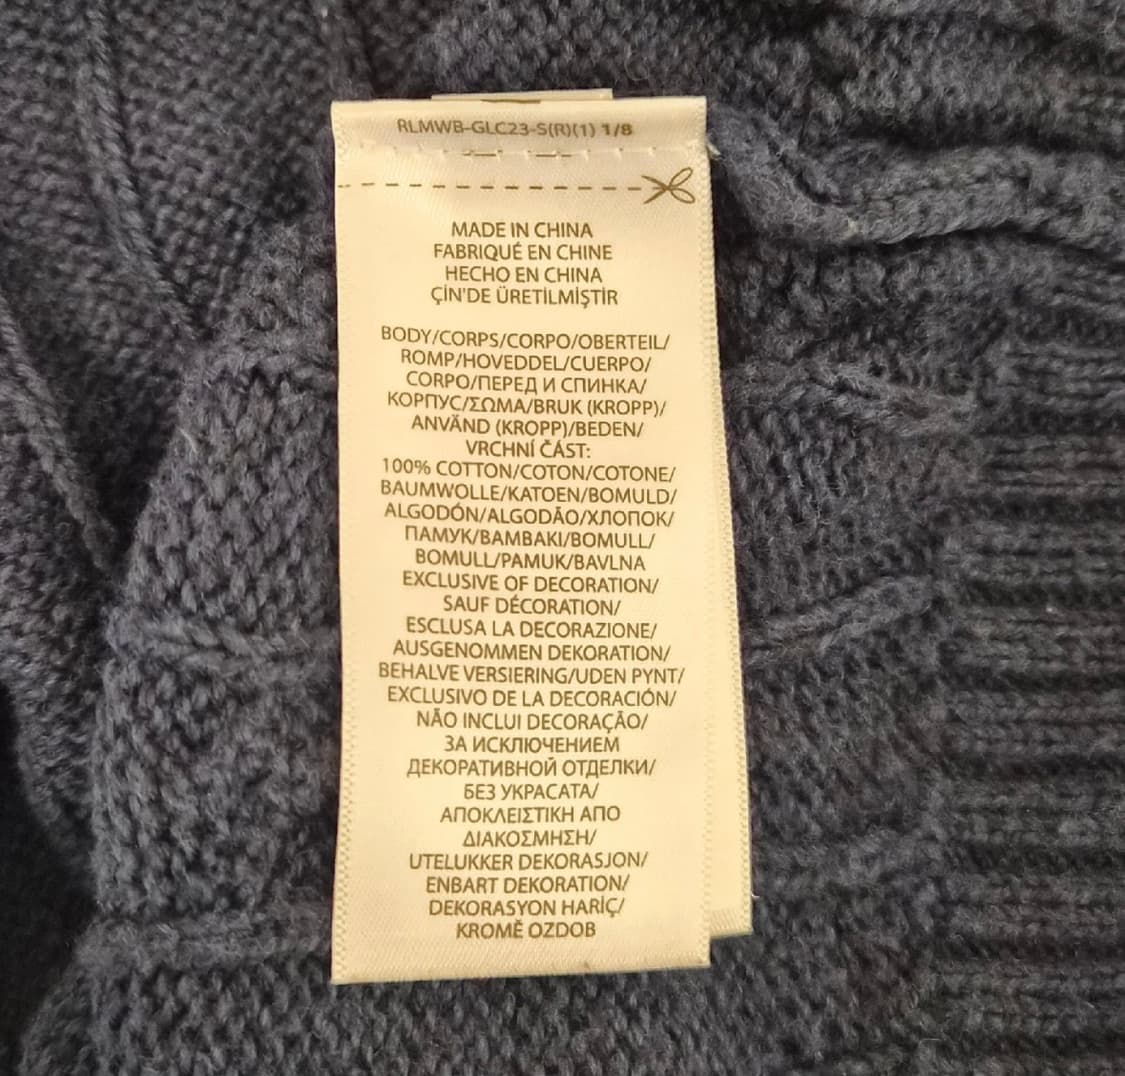 RLMWB-GLC23-S(R)(1) 1/8
MADE IN CHINA
FABRIQUÉ EN CHINE
HECHO EN CHINA
ÇİN'DE ÜRETİLMİŞTİR
BODY/CORPS/CORPO/OBERTEIL/
ROMP/HOVEDDEL/CUERPO/
CORPO/ПЕРЕД И СПИНКА/
КОРПУС/ΣΩΜΑ/BRUK (KROPP)/
ANVÄND (KROPP)/BEDEN/
VRCHNÍ ČÁST:
100% COTTON/COTON/COTONE/
BAUMWOLLE/KATOEN/BOMULD/
ALGODÓN/ALGODÃO/ХЛОПОК/
ПАМУК/ΒΑΜΒΑΚΙ/BOMULL/
BOMULL/PAMUK/BAVLNA
EXCLUSIVE OF DECORATION/
SAUF DÉCORATION/
ESCLUSA LA DECORAZIONE/
AUSGENOMMEN DEKORATION/
BEHALVE VERSIERING/UDEN PYNT/
EXCLUSIVO DE LA DECORACIÓN/
NÃO INCLUI DECORAÇÃO/
ЗА ИСКЛЮЧЕНИЕМ
ДЕКОРАТИВНОЙ ОТДЕЛКИ/
БЕЗ УКРАСАТА/
ΑΠΟΚΛΕΙΣΤΙΚΗ ΑΠΟ
ΔΙΑΚΟΣΜΗΣΗ/
UTELUKKER DEKORASJON/
ENBART DEKORATION/
DEKORASYON HARİÇ/
KROMĚ OZDOB